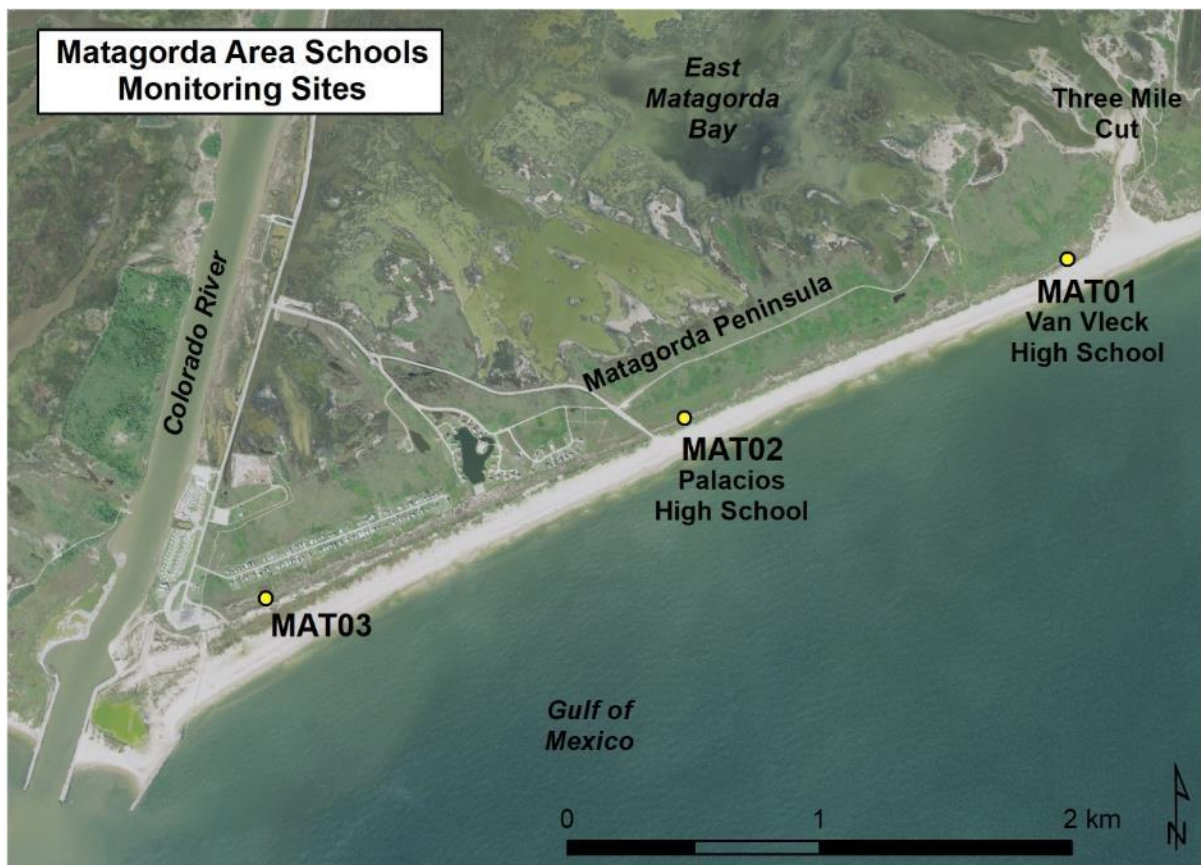 Matagorda Area Schools
Monitoring Sites
East
Matagorda
Bay
Three Mile
Cut
Colorado River
Matagorda Peninsula
MAT01
Van Vleck
High School
MAT02
Palacios
High School
MAT03
Gulf of
Mexico
0 1 2 km
N